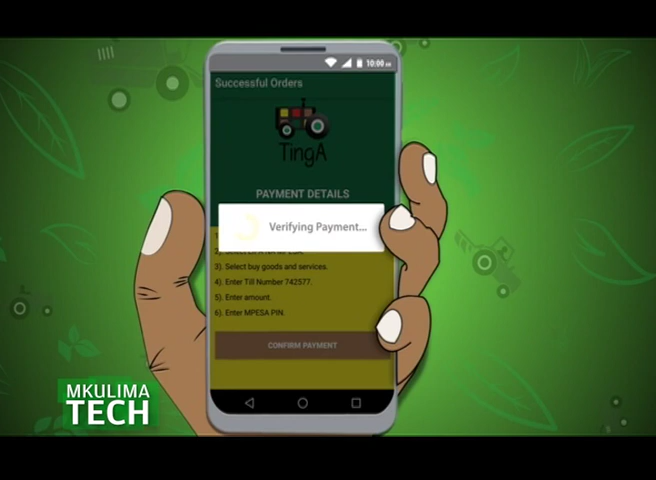 10:00 AM
Successful Orders
TingA
PAYMENT DETAILS
Verifying Payment...
3). Select buy goods and services.
4). Enter Till Number 742577.
5). Enter amount.
6). Enter MPESA PIN.
CONFIRM PAYMENT
MKULIMA
TECH